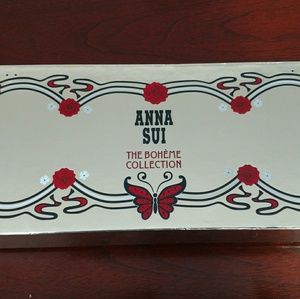 ANNA
SUI
THE BOHÈME
COLLECTION